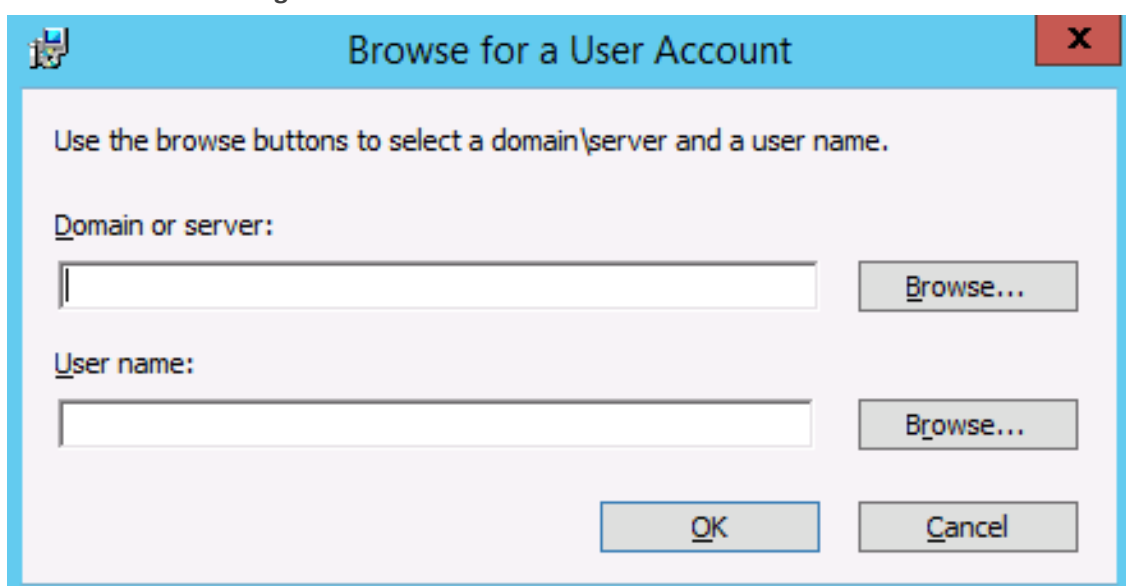 Browse for a User Account
x
Use the browse buttons to select a domain\server and a user name.
Domain or server:
Browse...
User name:
Browse...
OK
Cancel